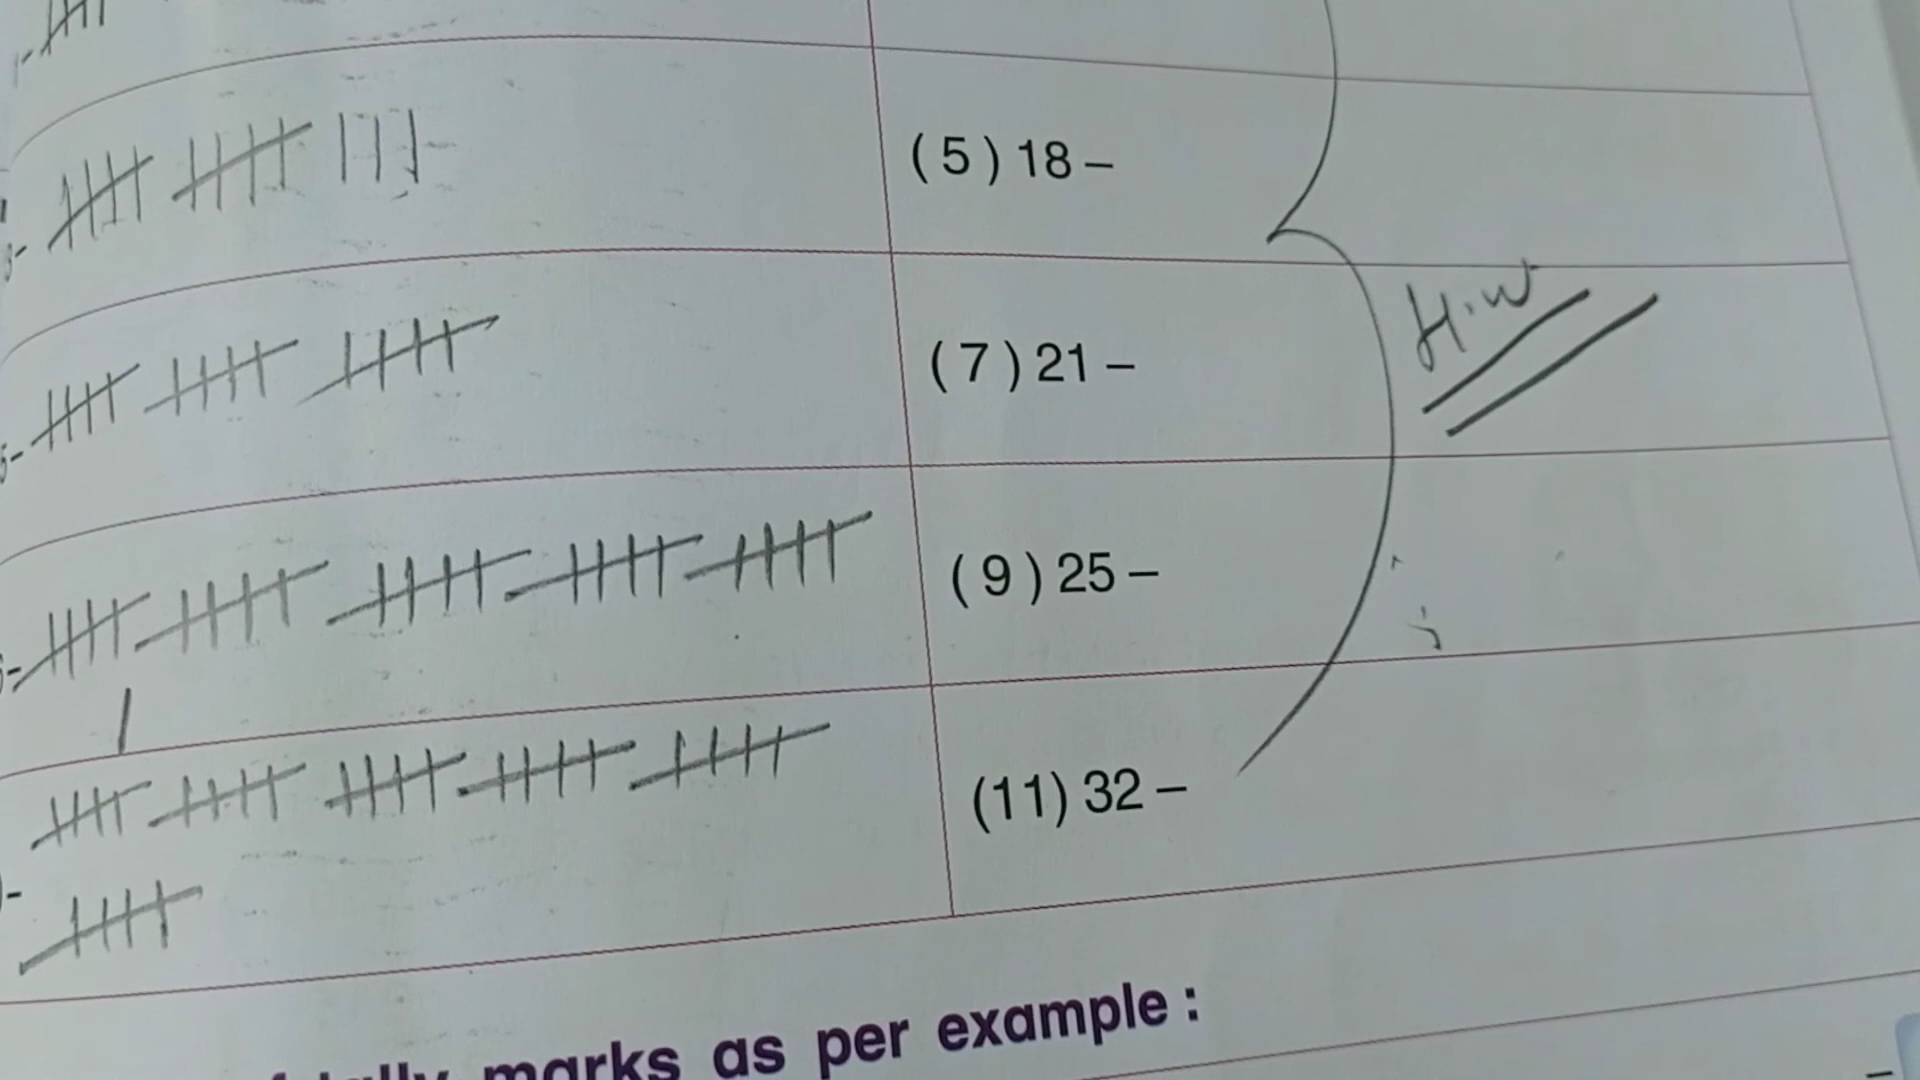 (5) 18 –
(7) 21 –
H.W
(9) 25 –
(11) 32 –
marks as per example :